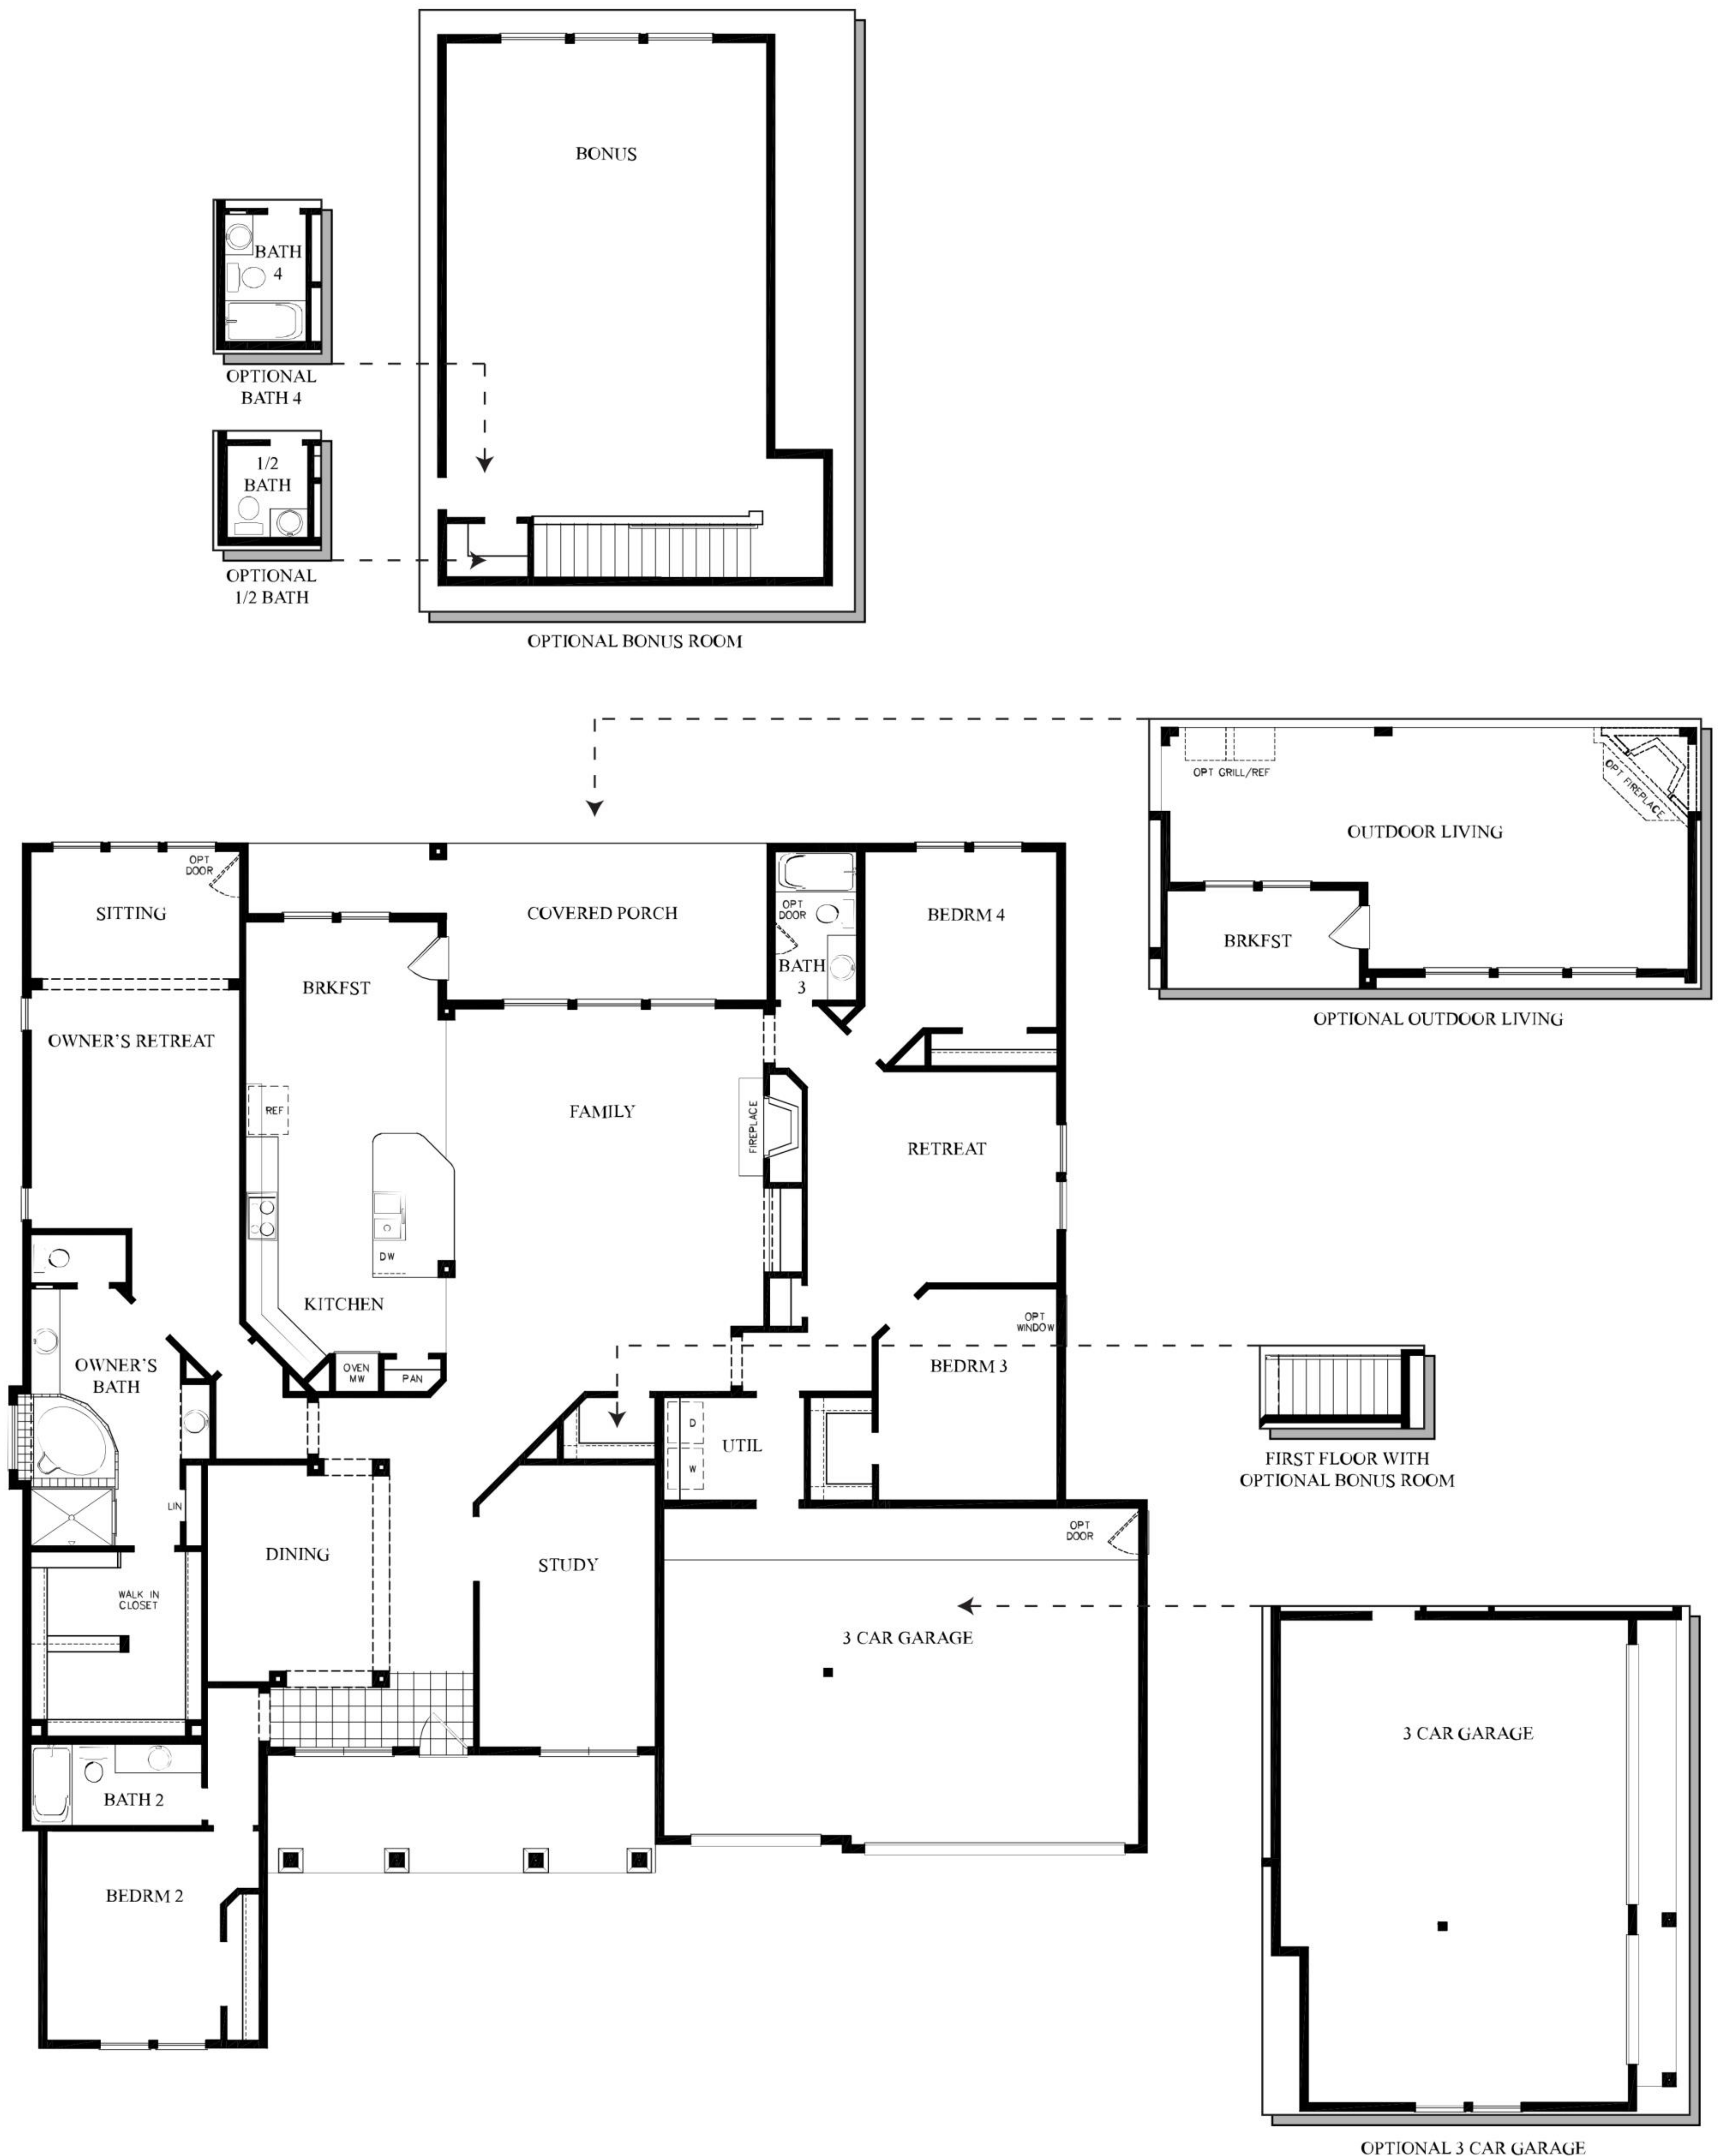 BONUS
BATH
4
OPTIONAL
BATH 4
1/2
BATH
OPTIONAL
1/2 BATH
OPTIONAL BONUS ROOM
OPT GRILL/REF
OPT FIREPLACE
OUTDOOR LIVING
BRKFST
OPTIONAL OUTDOOR LIVING
OPT
DOOR
SITTING
COVERED PORCH
OPT
DOOR
BATH
3
BEDRM 4
BRKFST
OWNER'S RETREAT
REF
FAMILY
FIREPLACE
RETREAT
DW
KITCHEN
OPT
WINDOW
OWNER'S
BATH
OVEN
MW
PAN
BEDRM 3
D
W
UTIL
FIRST FLOOR WITH
OPTIONAL BONUS ROOM
LIN
DINING
STUDY
OPT
DOOR
WALK IN
CLOSET
3 CAR GARAGE
3 CAR GARAGE
BATH 2
BEDRM 2
OPTIONAL 3 CAR GARAGE